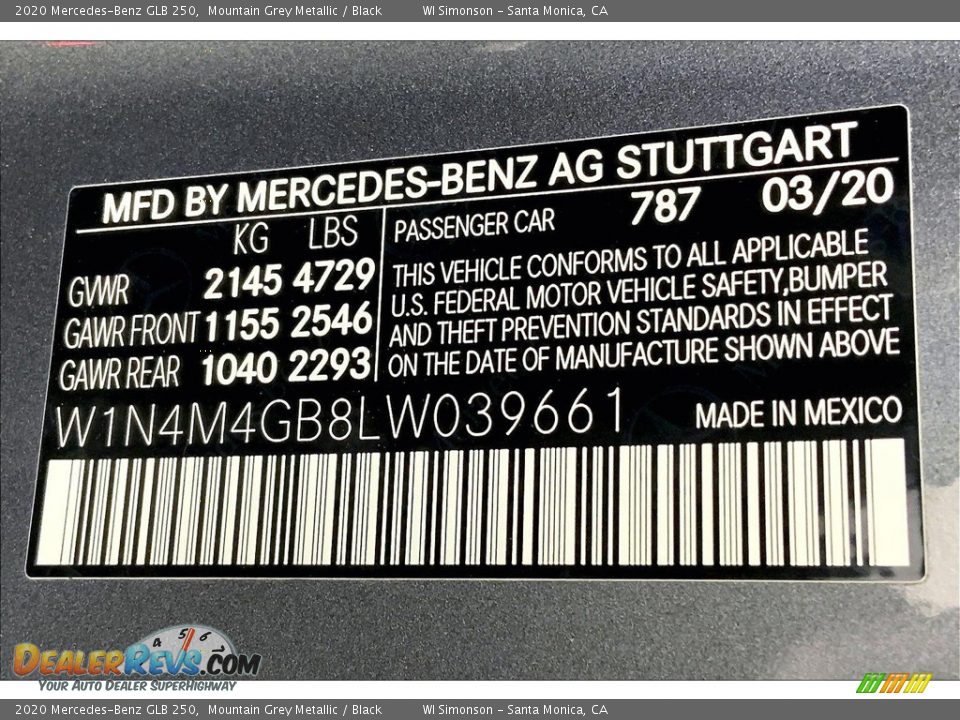 2020 Mercedes-Benz GLB 250, Mountain Grey Metallic / Black WI Simonson - Santa Monica, CA
MFD BY MERCEDES-BENZ AG STUTTGART
KG LBS
GVWR 2145 4729
GAWR FRONT 1155 2546
GAWR REAR 1040 2293
PASSENGER CAR 787 03/20
THIS VEHICLE CONFORMS TO ALL APPLICABLE
U.S. FEDERAL MOTOR VEHICLE SAFETY,BUMPER
AND THEFT PREVENTION STANDARDS IN EFFECT
ON THE DATE OF MANUFACTURE SHOWN ABOVE
W1N4M4GB8LW039661 MADE IN MEXICO
4 5 6
DEALERREVS.COM
YOUR AUTO DEALER SUPERHIGHWAY
2020 Mercedes-Benz GLB 250, Mountain Grey Metallic / Black WI Simonson - Santa Monica, CA